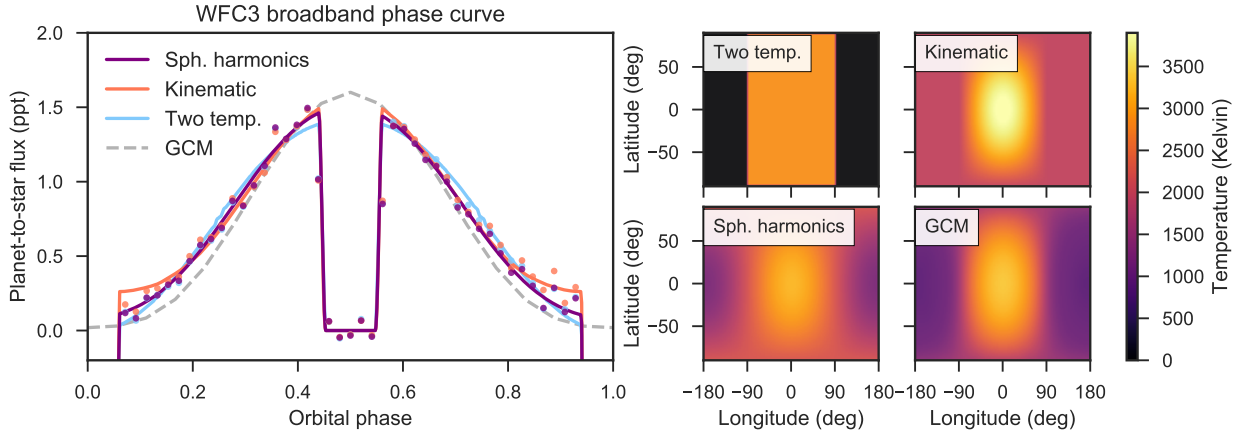 WFC3 broadband phase curve
Planet-to-star flux (ppt)
2.0
1.5
1.0
0.5
0.0
Sph. harmonics
Kinematic
Two temp.
GCM
0.0 0.2 0.4 0.6 0.8 1.0
Orbital phase
Latitude (deg)
50
0
−50
Two temp.
Kinematic
Latitude (deg)
50
0
−50
Sph. harmonics
GCM
−180 −90 0 90 180
Longitude (deg)
−180 −90 0 90 180
Longitude (deg)
3500
3000
2500
2000
1500
1000
500
0
Temperature (Kelvin)